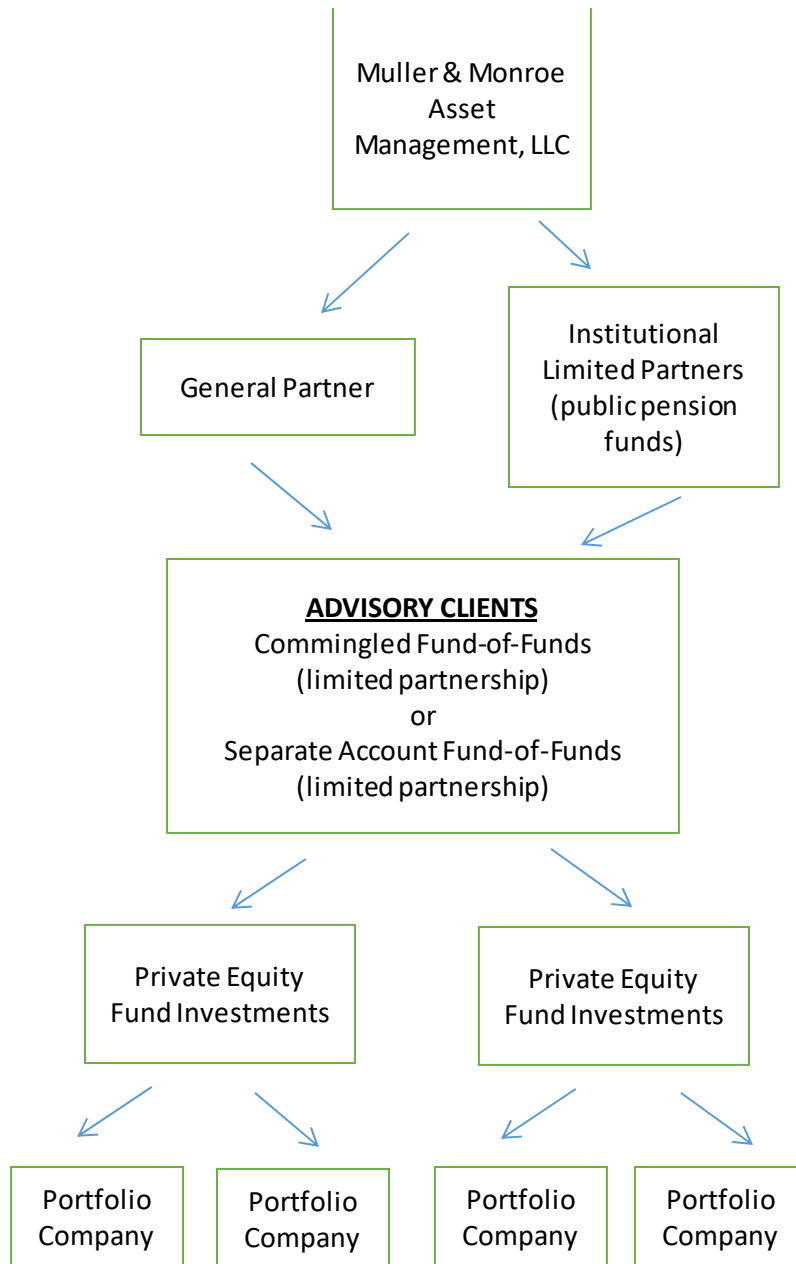 Muller & Monroe
Asset
Management, LLC
General Partner
Institutional
Limited Partners
(public pension
funds)
ADVISORY CLIENTS
Commingled Fund-of-Funds
(limited partnership)
or
Separate Account Fund-of-Funds
(limited partnership)
Private Equity
Fund Investments
Private Equity
Fund Investments
Portfolio
Company
Portfolio
Company
Portfolio
Company
Portfolio
Company